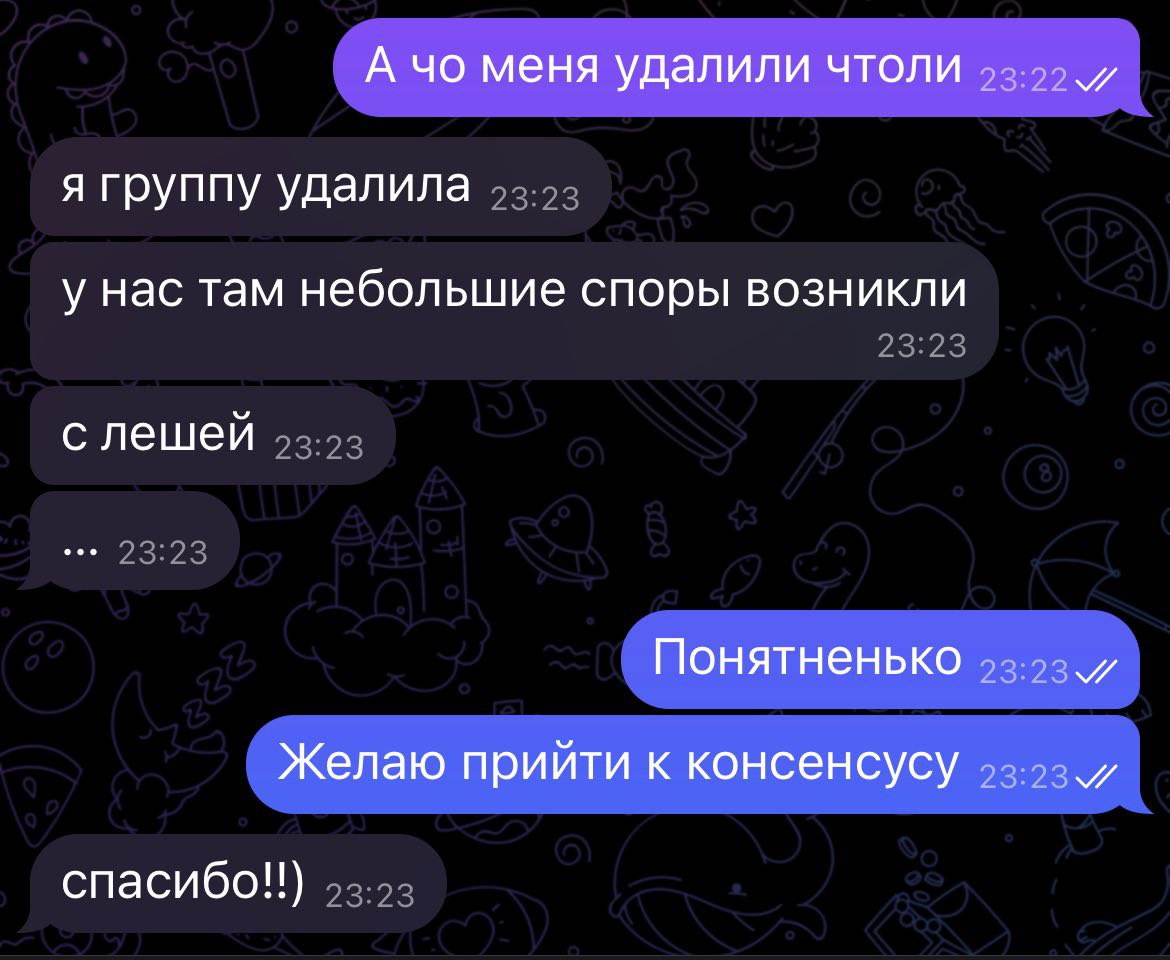 А чо меня удалили чтоли 23:22
я группу удалила 23:23
у нас там небольшие споры возникли
23:23
с лешей 23:23
... 23:23
Понятненько 23:23
Желаю прийти к консенсусу 23:23
спасибо!!) 23:23